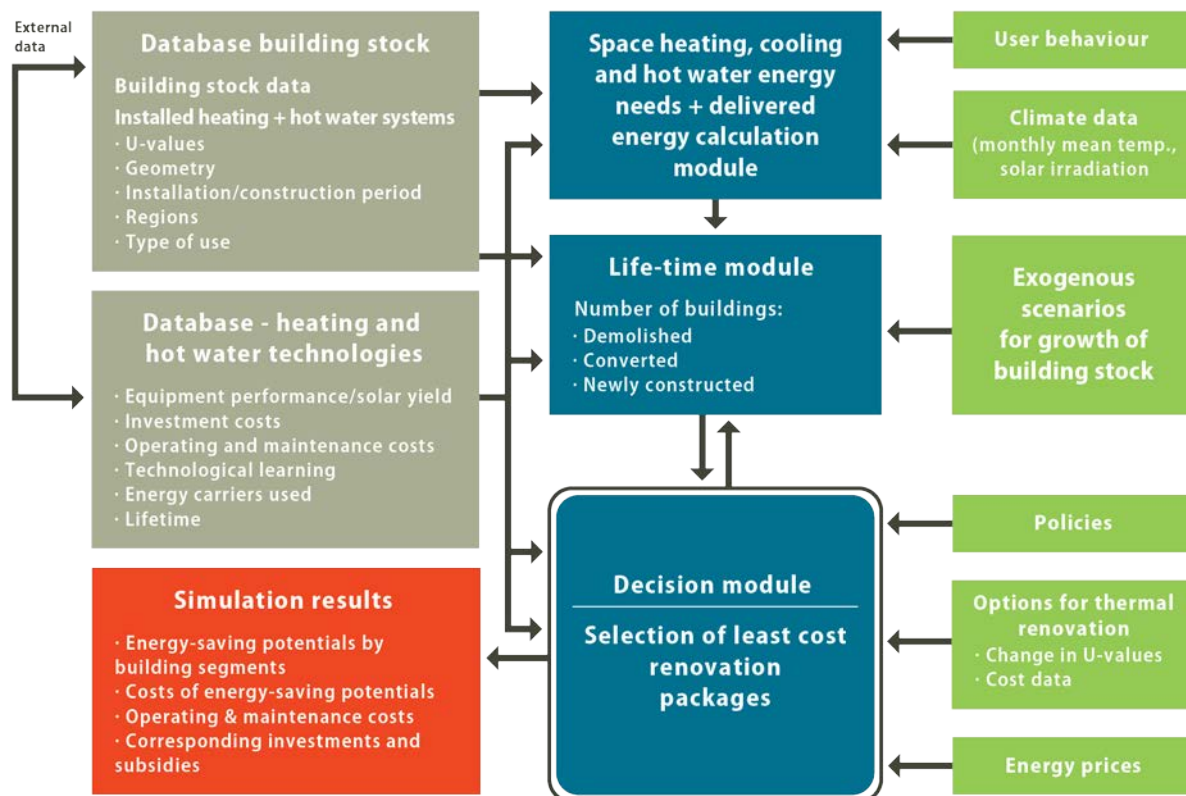 External
data
Database building stock
Building stock data
Installed heating + hot water systems
· U-values
· Geometry
· Installation/construction period
· Regions
· Type of use
Database - heating and
hot water technologies
· Equipment performance/solar yield
· Investment costs
· Operating and maintenance costs
· Technological learning
· Energy carriers used
· Lifetime
Simulation results
· Energy-saving potentials by
building segments
· Costs of energy-saving potentials
· Operating & maintenance costs
· Corresponding investments and
subsidies
Space heating, cooling
and hot water energy
needs + delivered
energy calculation
module
Life-time module
Number of buildings:
· Demolished
· Converted
· Newly constructed
Decision module
Selection of least cost
renovation
packages
User behaviour
Climate data
(monthly mean temp.,
solar irradiation
Exogenous
scenarios
for growth of
building stock
Policies
Options for thermal
renovation
· Change in U-values
· Cost data
Energy prices